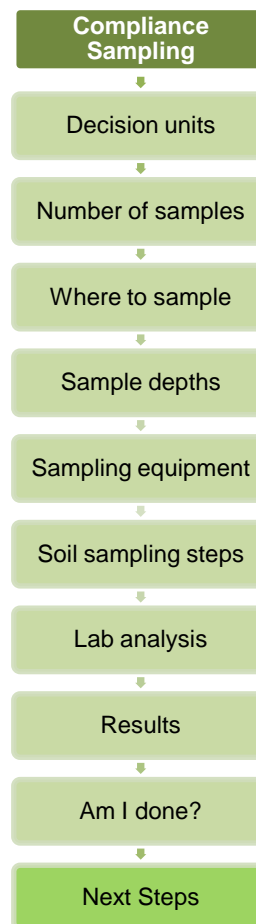 Compliance
Sampling
Decision units
Number of samples
Where to sample
Sample depths
Sampling equipment
Soil sampling steps
Lab analysis
Results
Am I done?
Next Steps